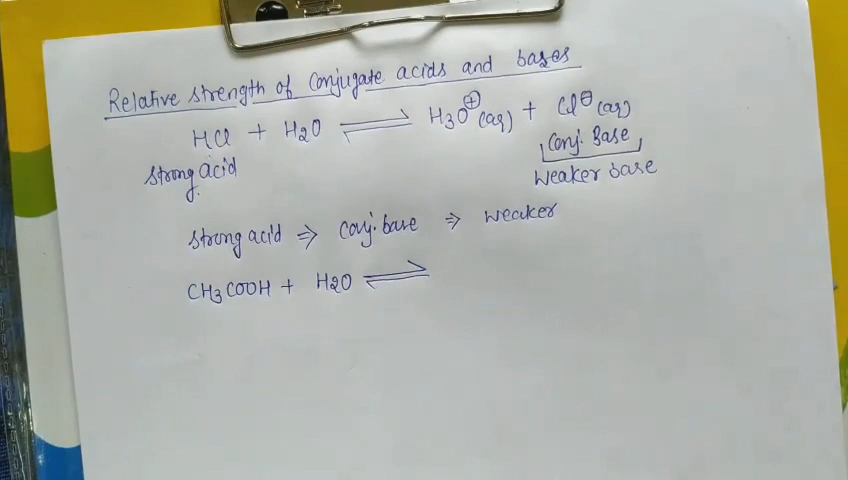 Relative strength of conjugate acids and bases
HCl + H2O ⇌ H3O⊕(aq) + Cl⊖(aq)
strong acid
Conj. Base
Weaker base
strong acid ⇒ Conj. base ⇒ Weaker
CH3COOH + H2O ⇌